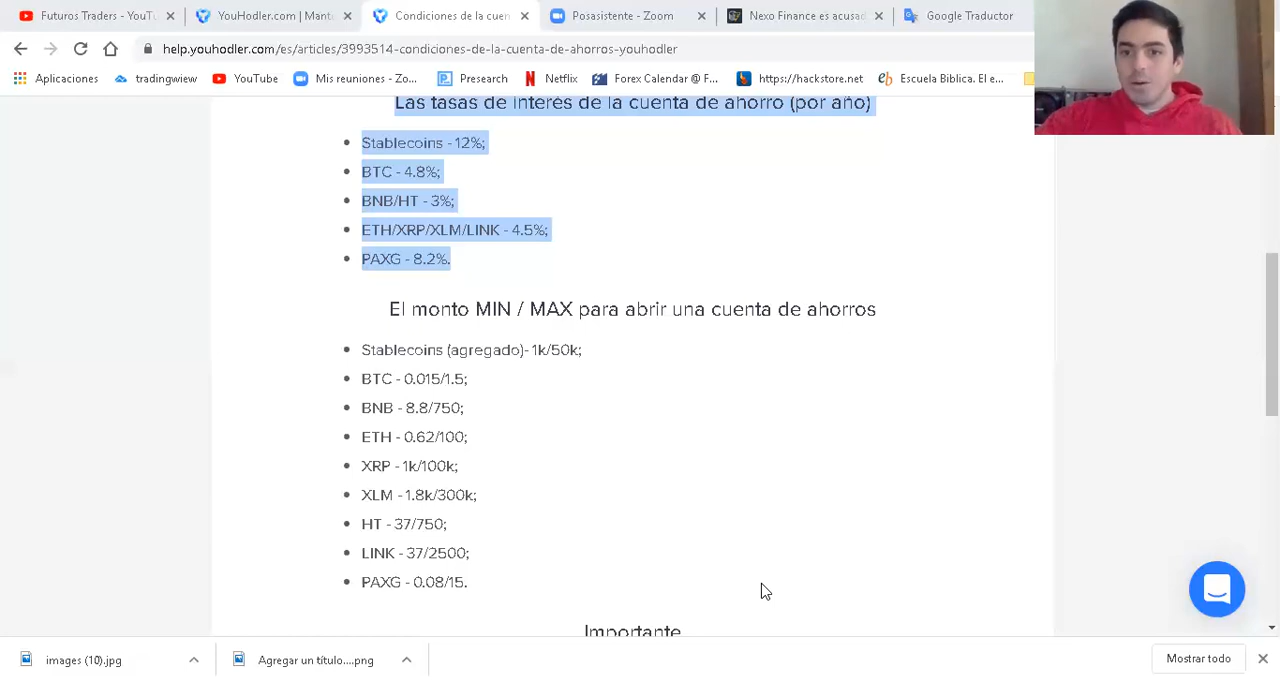 Futuros Traders - YouTu
YouHodler.com | Mant
Condiciones de la cuen
Posasistente - Zoom
Nexo Finance es acusad
Google Traductor
help.youhodler.com/es/articles/3993514-condiciones-de-la-cuenta-de-ahorros-youhodler
Aplicaciones
tradingwiew
YouTube
Mis reuniones - Zo...
Presearch
Netflix
Forex Calendar @ F...
https://hackstore.net
Escuela Biblica. El e...
Las tasas de interés de la cuenta de ahorro (por año)
Stablecoins - 12%;
BTC - 4.8%;
BNB/HT - 3%;
ETH/XRP/XLM/LINK - 4.5%;
PAXG - 8.2%.
El monto MIN / MAX para abrir una cuenta de ahorros
Stablecoins (agregado)- 1k/50k;
BTC - 0.015/1.5;
BNB - 8.8/750;
ETH - 0.62/100;
XRP - 1k/100k;
XLM - 1.8k/300k;
HT - 37/750;
LINK - 37/2500;
PAXG - 0.08/15.
Importante
images (10).jpg
Agregar un título....png
Mostrar todo